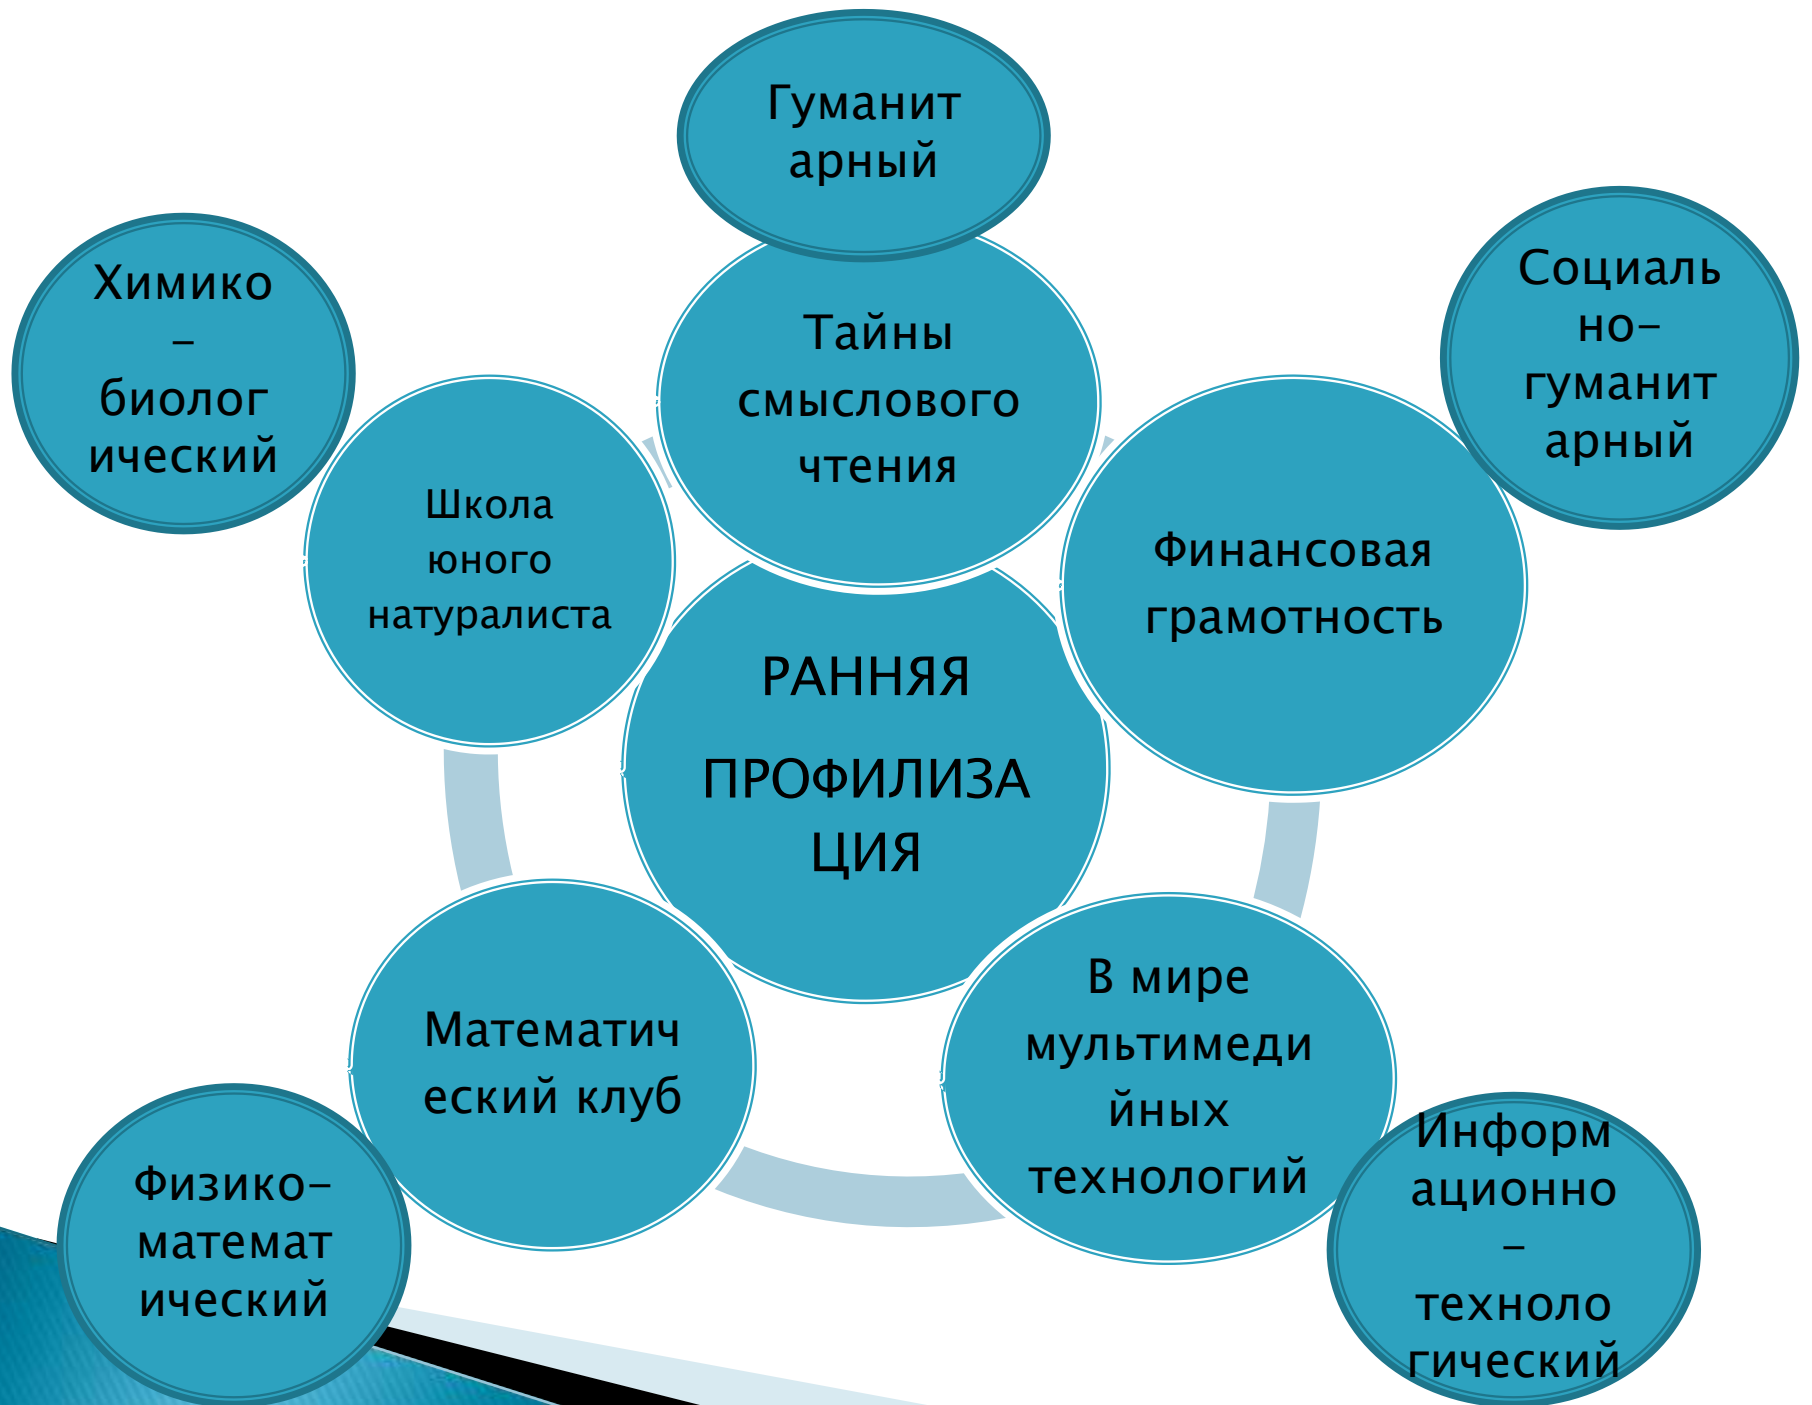 Гуманит
арный
Химико
–
биолог
ический
Социаль
но–
гуманит
арный
Тайны
смыслового
чтения
Школа
юного
натуралиста
Финансовая
грамотность
РАННЯЯ
ПРОФИЛИЗА
ЦИЯ
Математич
еский клуб
В мире
мультимеди
йных
технологий
Физико–
математ
ический
Информ
ационно
–
техноло
гический